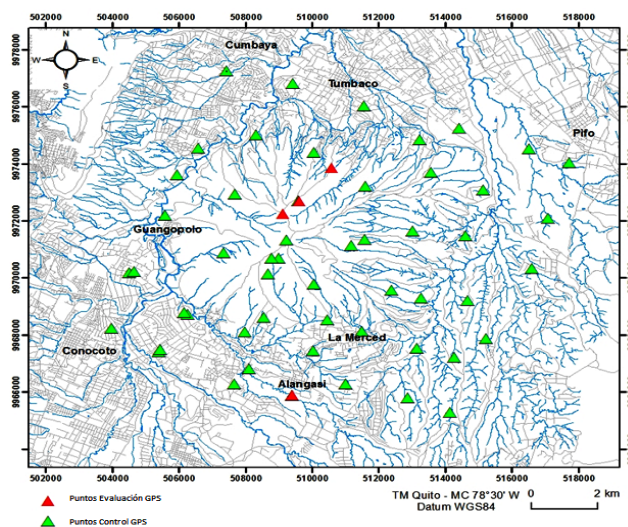 502000 504000 506000 508000 510000 512000 514000 516000 518000
N
W E
S
Cumbaya
Tumbaco
Pifo
Guangopolo
La Merced
Conocoto
Alangasi
9978000
9976000
9974000
9972000
9970000
9968000
9966000
502000 504000 506000 508000 510000 512000 514000 516000 518000
Puntos Evaluación GPS
Puntos Control GPS
TM Quito - MC 78°30' W
Datum WGS84
0 2 km